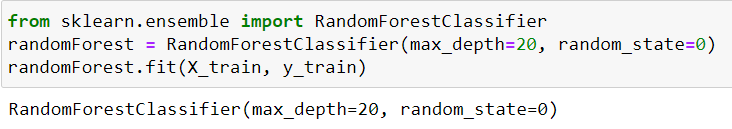 from sklearn.ensemble import RandomForestClassifier
randomForest = RandomForestClassifier(max_depth=20, random_state=0)
randomForest.fit(X_train, y_train)
RandomForestClassifier(max_depth=20, random_state=0)